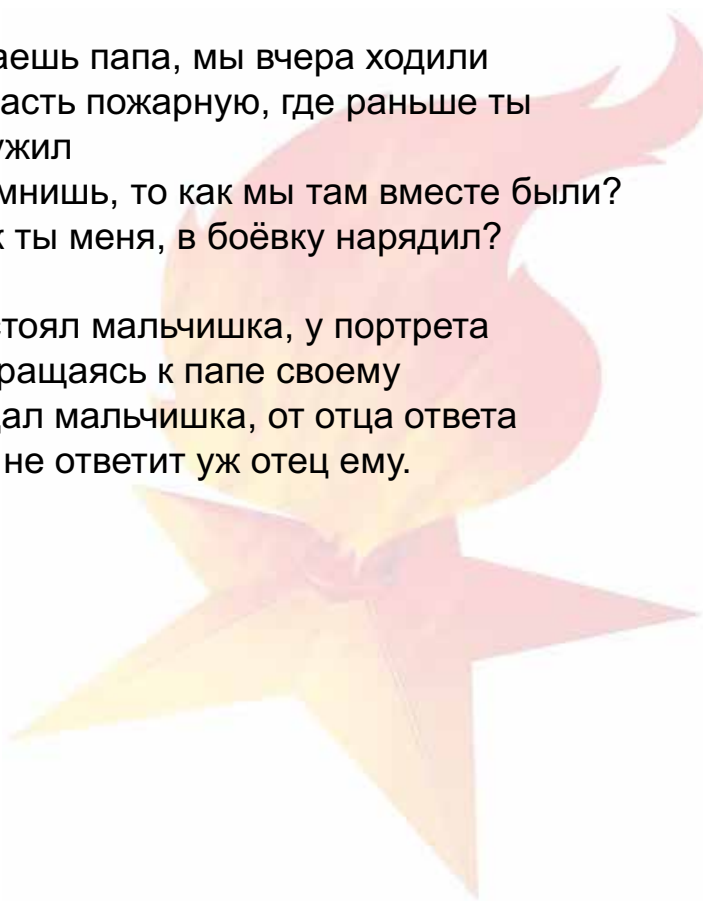 аешь папа, мы вчера ходили
асть пожарную, где раньше ты
ужил
мнишь, то как мы там вместе были?
к ты меня, в боёвку нарядил?
стоял мальчишка, у портрета
ращаясь к папе своему
дал мальчишка, от отца ответа
не ответит уж отец ему.